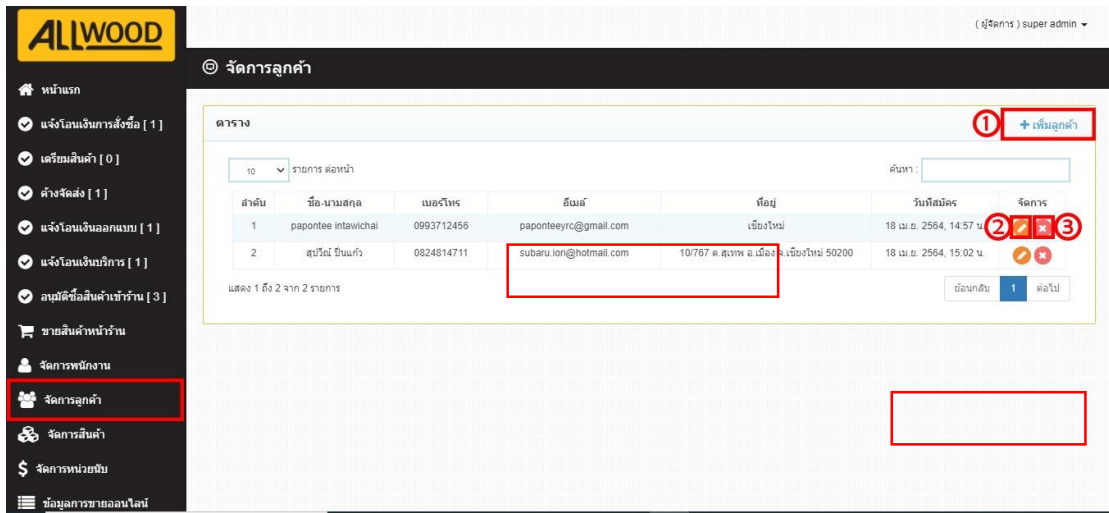 ALLWOOD
( ผู้จัดการ ) super admin
จัดการลูกค้า
หน้าแรก
แจ้งโอนเงินการสั่งซื้อ [ 1 ]
เตรียมสินค้า [ 0 ]
ค้างจัดส่ง [ 1 ]
แจ้งโอนเงินออกแบบ [ 1 ]
แจ้งโอนเงินบริการ [ 1 ]
อนุมัติซื้อสินค้าเข้าร้าน [ 3 ]
ขายสินค้าหน้าร้าน
จัดการพนักงาน
จัดการลูกค้า
จัดการสินค้า
จัดการหน่วยนับ
ข้อมูลการขายออนไลน์
ตาราง
1 + เพิ่มลูกค้า
10 รายการ ต่อหน้า
ค้นหา :
ลำดับ ชื่อ-นามสกุล เบอร์โทร อีเมล์ ที่อยู่ วันที่สมัคร จัดการ
1 papontee intawichai 0993712456 paponteeyrc@gmail.com เชียงใหม่ 18 เม.ย. 2564, 14:57 น. 2 3
2 สุปวีณ์ ปิ่นแก้ว 0824814711 subaru.iori@hotmail.com 10/767 ต.สุเทพ อ.เมือง จ.เชียงใหม่ 50200 18 เม.ย. 2564, 15:02 น.
แสดง 1 ถึง 2 จาก 2 รายการ
ย้อนกลับ 1 ต่อไป